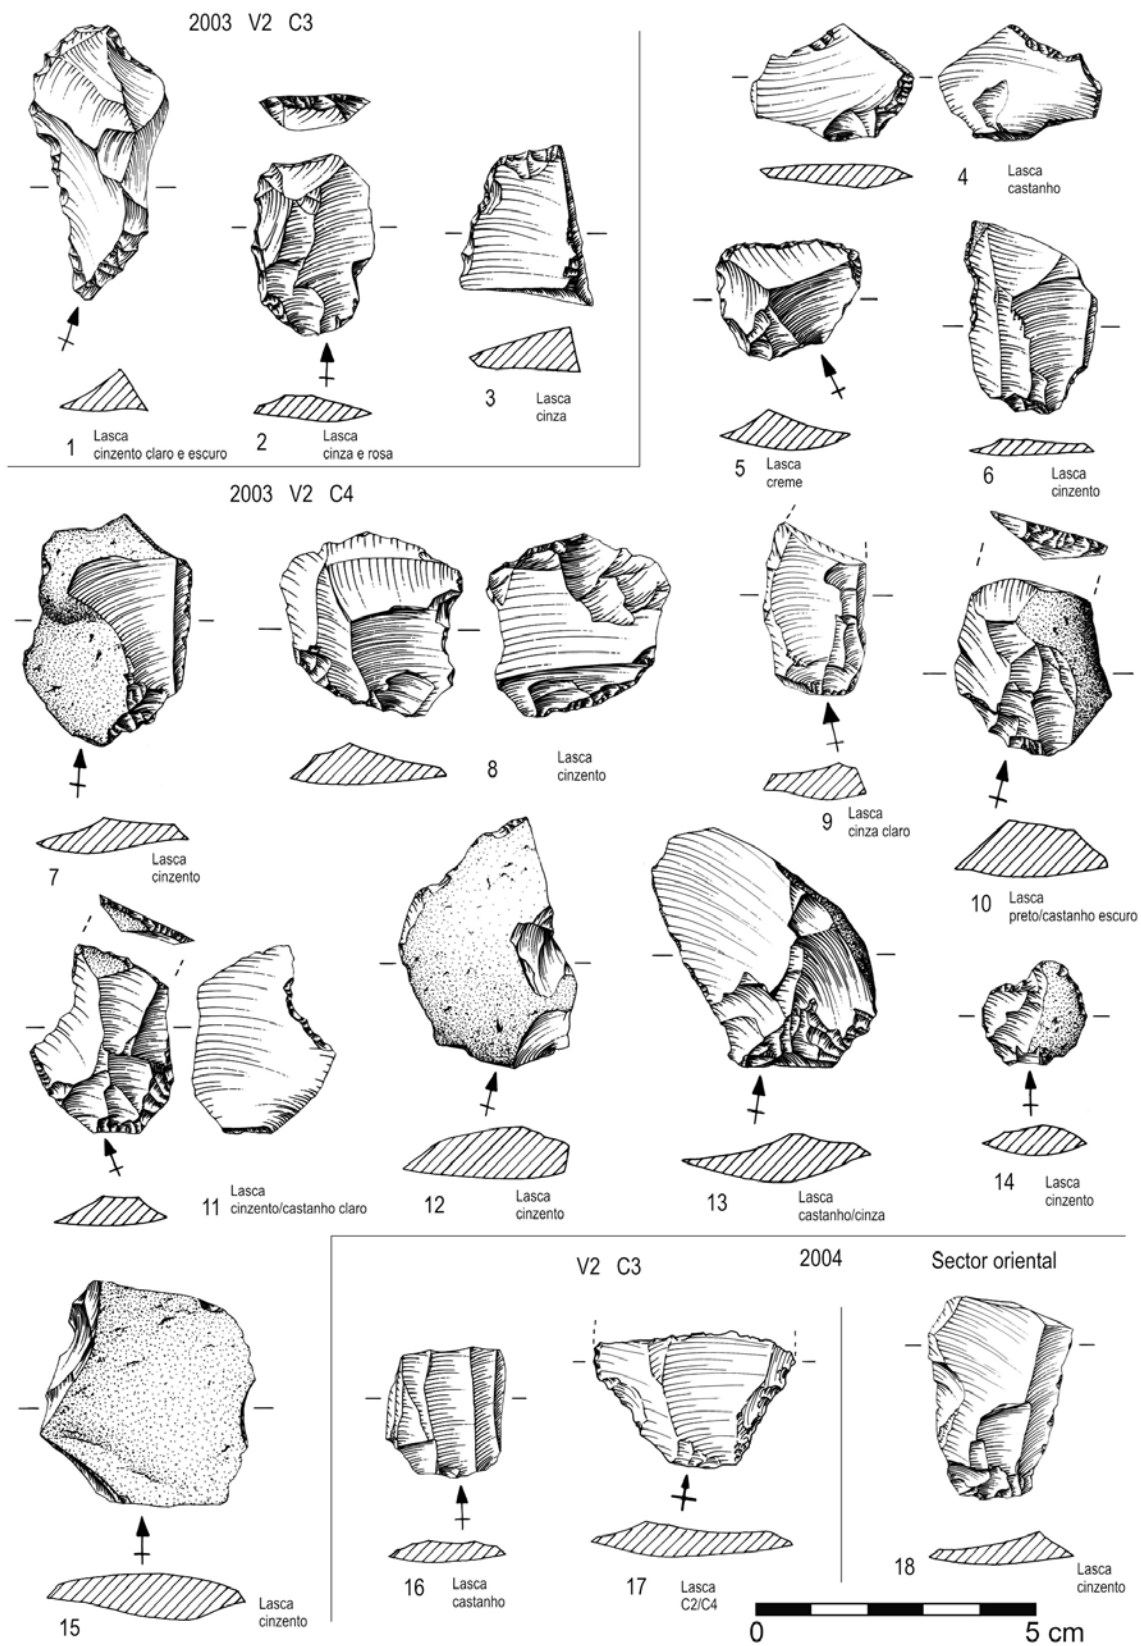 2003 V2 C3
1 Lasca
cinzento claro e escuro
2 Lasca
cinza e rosa
3 Lasca
cinza
4 Lasca
castanho
5 Lasca
creme
6 Lasca
cinzento
2003 V2 C4
7 Lasca
cinzento
8 Lasca
cinzento
9 Lasca
cinza claro
10 Lasca
preto/castanho escuro
11 Lasca
cinzento/castanho claro
12 Lasca
cinzento
13 Lasca
castanho/cinza
14 Lasca
cinzento
15 Lasca
cinzento
V2 C3 2004 Sector oriental
16 Lasca
castanho
17 Lasca
C2/C4
18 Lasca
cinzento
0 5 cm